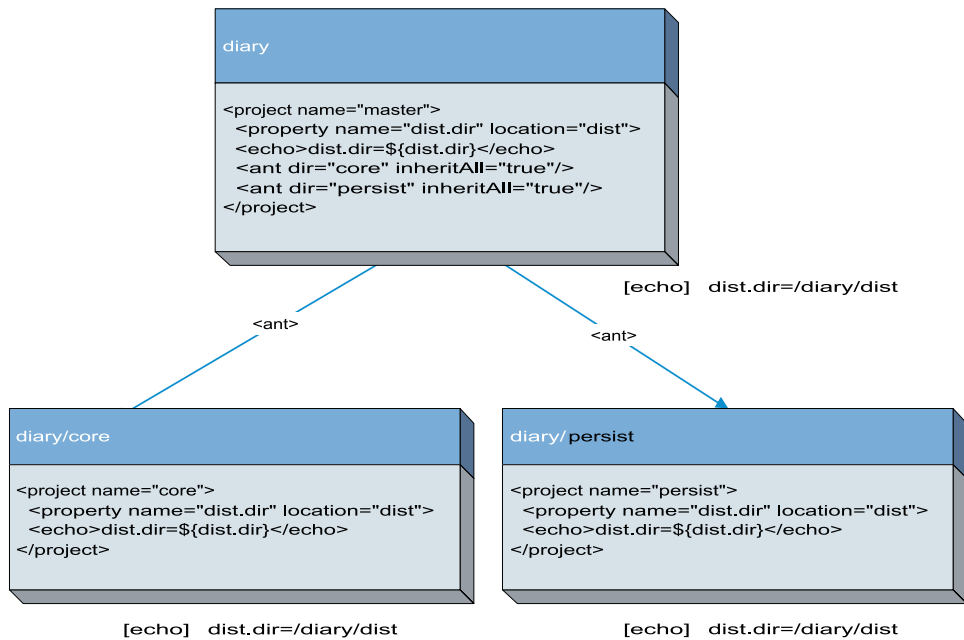 diary
<project name="master">
<property name="dist.dir" location="dist">
<echo>dist.dir=${dist.dir}</echo>
<ant dir="core" inheritAll="true"/>
<ant dir="persist" inheritAll="true"/>
</project>
[echo] dist.dir=/diary/dist
<ant>
<ant>
diary/core
<project name="core">
<property name="dist.dir" location="dist">
<echo>dist.dir=${dist.dir}</echo>
</project>
[echo] dist.dir=/diary/dist
diary/persist
<project name="persist">
<property name="dist.dir" location="dist">
<echo>dist.dir=${dist.dir}</echo>
</project>
[echo] dist.dir=/diary/dist